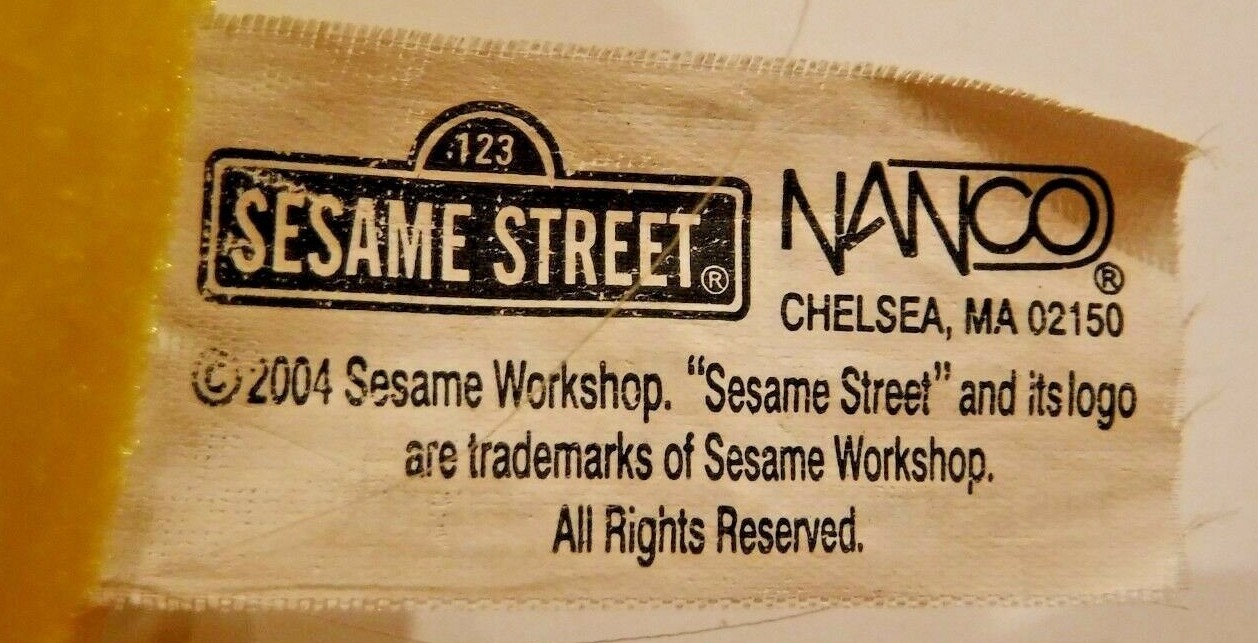 123
SESAME STREET®
NANCO®
CHELSEA, MA 02150
©2004 Sesame Workshop. “Sesame Street” and its logo
are trademarks of Sesame Workshop.
All Rights Reserved.